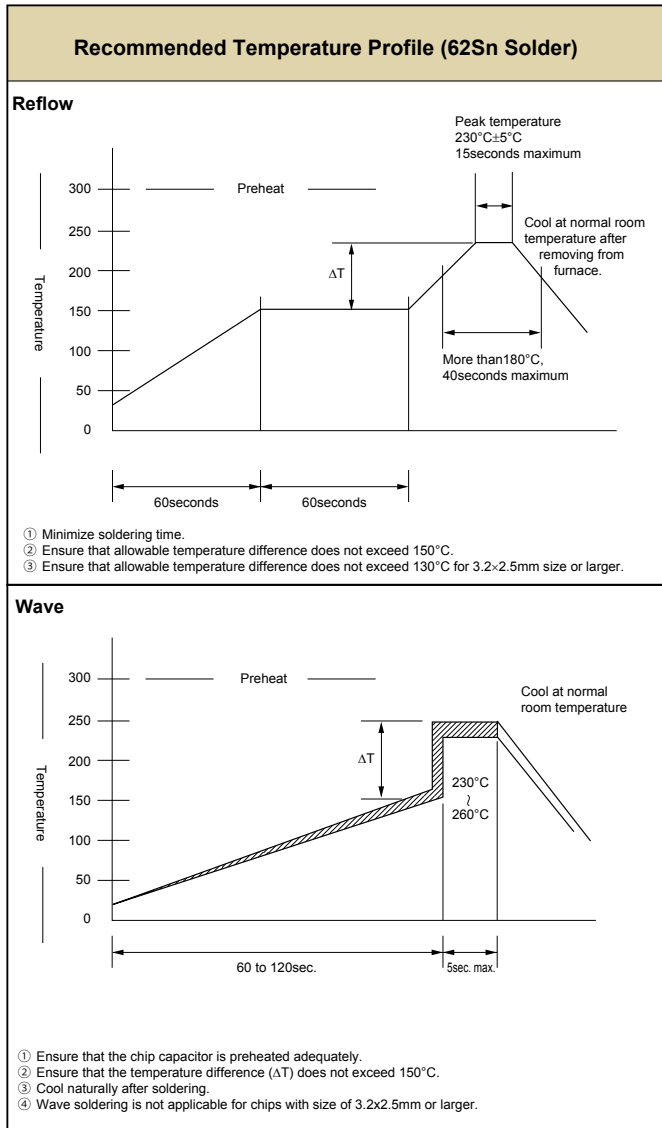 Recommended Temperature Profile (62Sn Solder)
Reflow
Peak temperature
230°C±5°C
15seconds maximum
300
Preheat
250
Cool at normal room
temperature after
removing from
furnace.
200
ΔT
150
Temperature
100
More than180°C,
40seconds maximum
50
0
60seconds
60seconds
① Minimize soldering time.
② Ensure that allowable temperature difference does not exceed 150°C.
③ Ensure that allowable temperature difference does not exceed 130°C for 3.2×2.5mm size or larger.
Wave
300
Preheat
Cool at normal
room temperature
250
200
ΔT
230°C
~
260°C
150
Temperature
100
50
0
60 to 120sec.
5sec. max.
① Ensure that the chip capacitor is preheated adequately.
② Ensure that the temperature difference (ΔT) does not exceed 150°C.
③ Cool naturally after soldering.
④ Wave soldering is not applicable for chips with size of 3.2x2.5mm or larger.